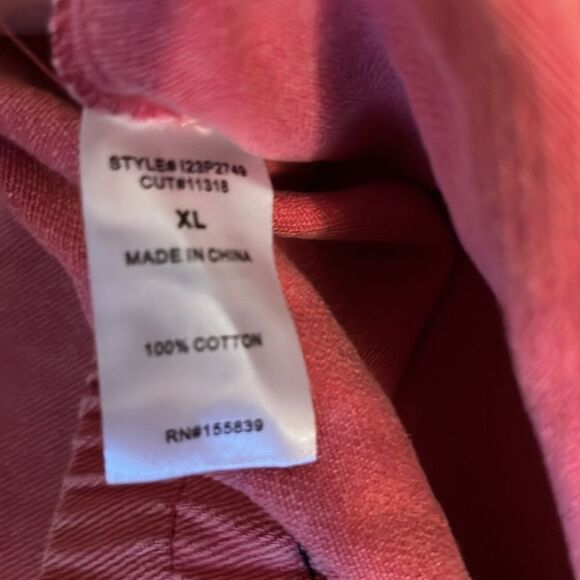 STYLE# I23P2749
CUT#11318
XL
MADE IN CHINA
100% COTTON
RN#155839